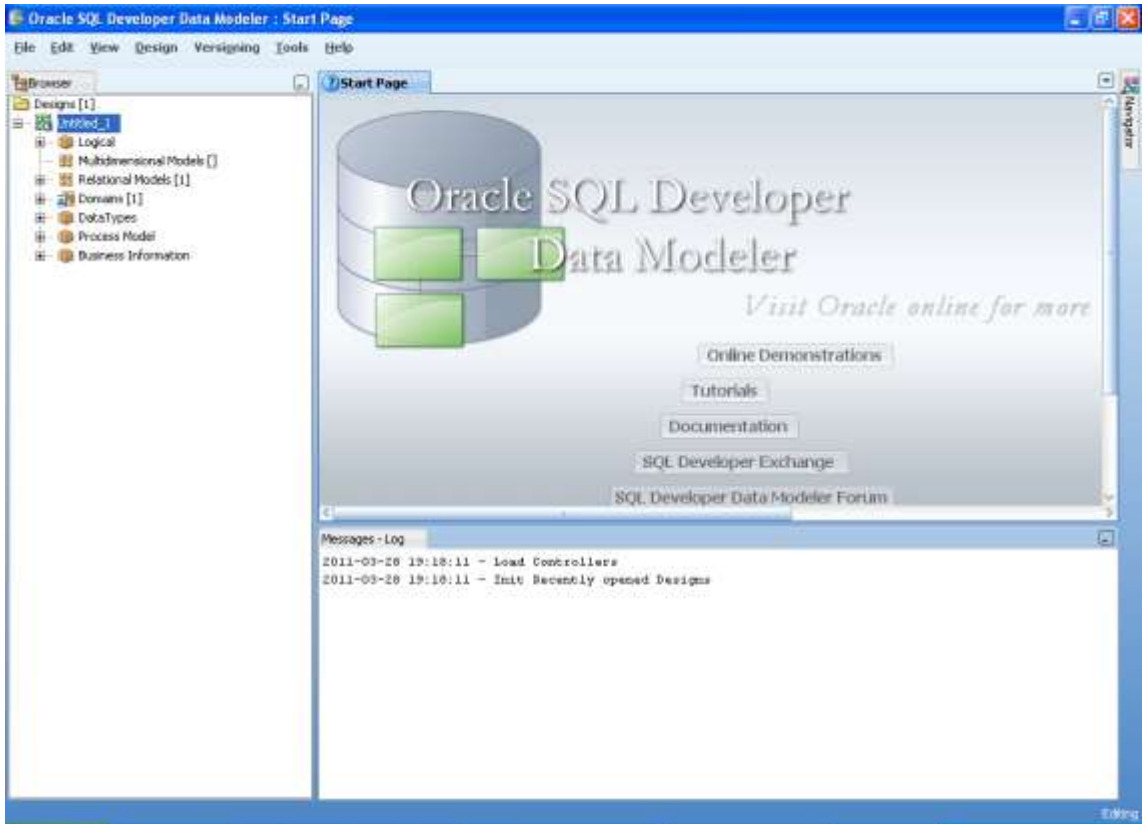 Oracle SQL Developer Data Modeler : Start Page
File Edit View Design Versioning Tools Help
Browser
Designs [1]
Untitled_1
Logical
Multidimensional Models []
Relational Models [1]
Domains [1]
DataTypes
Process Model
Business Information
Start Page
Oracle SQL Developer
Data Modeler
Visit Oracle online for more
Online Demonstrations
Tutorials
Documentation
SQL Developer Exchange
SQL Developer Data Modeler Forum
Navigator
Messages - Log
2011-03-28 19:18:11 - Load Controllers
2011-03-28 19:18:11 - Init Recently opened Designs
Editing